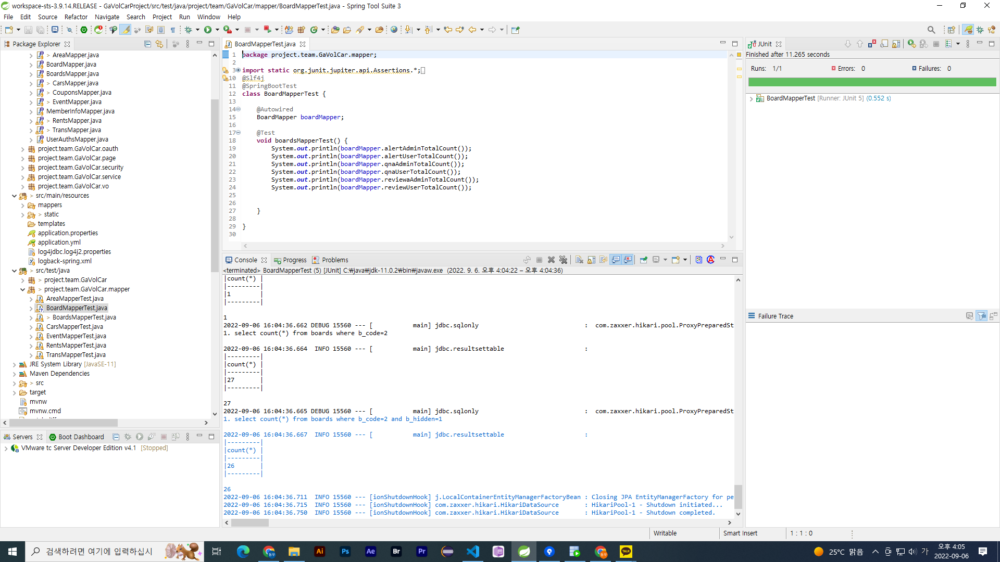 workspace-sts-3.9.14.RELEASE - GaVolCarProject/src/test/java/project/team/GaVolCar/mapper/BoardMapperTest.java - Spring Tool Suite 3
File Edit Source Refactor Navigate Search Project Run Window Help
Package Explorer
> AreaMapper.java
BoardMapper.java
BoardsMapper.java
> CarsMapper.java
> CouponsMapper.java
> EventMapper.java
MemberInfoMapper.java
> RentsMapper.java
> TransMapper.java
UserAuthsMapper.java
project.team.GaVolCar.oauth
project.team.GaVolCar.page
project.team.GaVolCar.security
project.team.GaVolCar.service
project.team.GaVolCar.vo
> src/main/resources
mappers
> static
templates
application.properties
application.yml
log4jdbc.log4j2.properties
logback-spring.xml
> src/test/java
> project.team.GaVolCar
> project.team.GaVolCar.mapper
AreaMapperTest.java
BoardMapperTest.java
> BoardsMapperTest.java
CarsMapperTest.java
EventMapperTest.java
RentsMapperTest.java
TransMapperTest.java
JRE System Library [JavaSE-11]
Maven Dependencies
> src
target
mvnw
mvnw.cmd
Servers Boot Dashboard
VMware tc Server Developer Edition v4.1 [Stopped]
BoardMapperTest.java
1 package project.team.GaVolCar.mapper;
2
3 import static org.junit.jupiter.api.Assertions.*;
10 @Slf4j
11 @SpringBootTest
12 class BoardMapperTest {
13
14 @Autowired
15 BoardMapper boardMapper;
16
17 @Test
18 void boardsMapperTest() {
19 System.out.println(boardMapper.alertAdminTotalCount());
20 System.out.println(boardMapper.alertUserTotalCount());
21 System.out.println(boardMapper.qnaAdminTotalCount());
22 System.out.println(boardMapper.qnaUserTotalCount());
23 System.out.println(boardMapper.reviewaAdminTotalCount());
24 System.out.println(boardMapper.reviewUserTotalCount());
25
26
27 }
28
29 }
30
Console Progress Problems
<terminated> BoardMapperTest (5) [JUnit] C:₩java₩jdk-11.0.2₩bin₩javaw.exe (2022. 9. 6. 오후 4:04:22 – 오후 4:04:36)
|count(*) |
|---------|
|1 |
|---------|
1
2022-09-06 16:04:36.662 DEBUG 15560 --- [ main] jdbc.sqlonly : com.zaxxer.hikari.pool.ProxyPreparedSt
1. select count(*) from boards where b_code=2
2022-09-06 16:04:36.664 INFO 15560 --- [ main] jdbc.resultsettable :
|---------|
|count(*) |
|---------|
|27 |
|---------|
27
2022-09-06 16:04:36.665 DEBUG 15560 --- [ main] jdbc.sqlonly : com.zaxxer.hikari.pool.ProxyPreparedSt
1. select count(*) from boards where b_code=2 and b_hidden=1
2022-09-06 16:04:36.667 INFO 15560 --- [ main] jdbc.resultsettable :
|---------|
|count(*) |
|---------|
|26 |
|---------|
26
2022-09-06 16:04:36.711 INFO 15560 --- [ionShutdownHook] j.LocalContainerEntityManagerFactoryBean : Closing JPA EntityManagerFactory for pe
2022-09-06 16:04:36.715 INFO 15560 --- [ionShutdownHook] com.zaxxer.hikari.HikariDataSource : HikariPool-1 - Shutdown initiated...
2022-09-06 16:04:36.750 INFO 15560 --- [ionShutdownHook] com.zaxxer.hikari.HikariDataSource : HikariPool-1 - Shutdown completed.
JUnit
Finished after 11.265 seconds
Runs: 1/1 Errors: 0 Failures: 0
BoardMapperTest [Runner: JUnit 5] (0.552 s)
Failure Trace
Writable Smart Insert 1 : 1 : 0
검색하려면 여기에 입력하십시
Ai Ps Ae Br Pr TALK
25°C 맑음 가 오후 4:05
2022-09-06